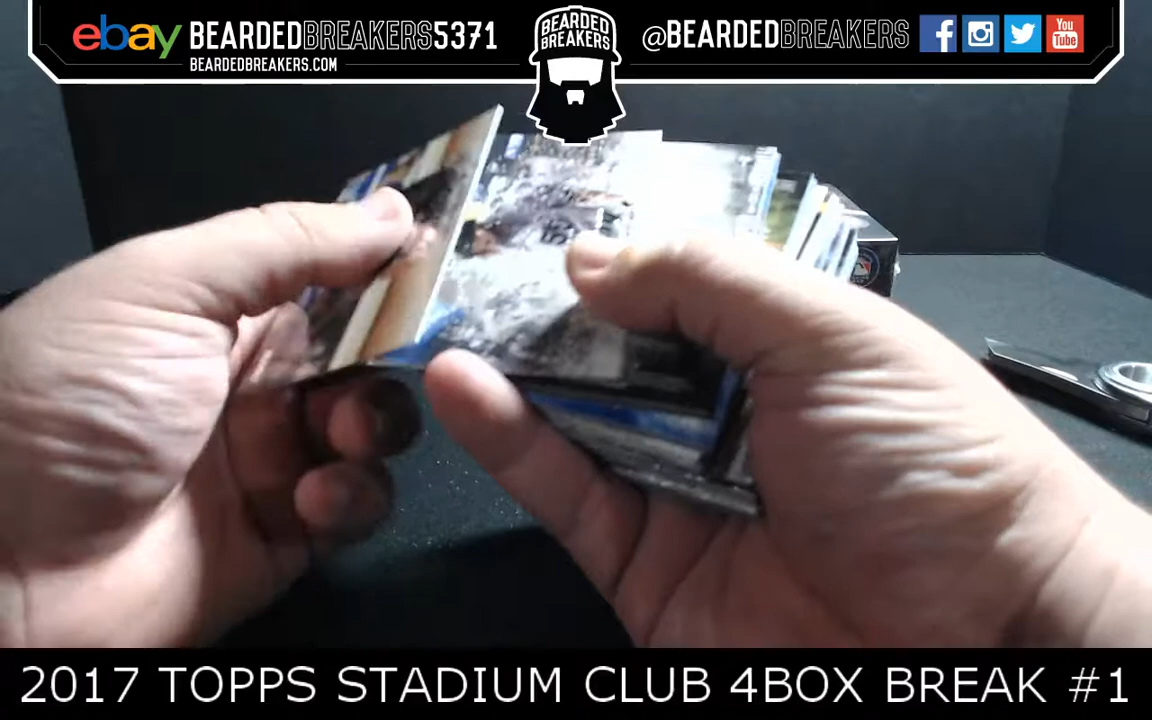 ebay BEARDEDBREAKERS5371
BEARDEDBREAKERS.COM
BEARDED
BREAKERS
@BEARDEDBREAKERS
You
Tube
2017 TOPPS STADIUM CLUB 4BOX BREAK #1